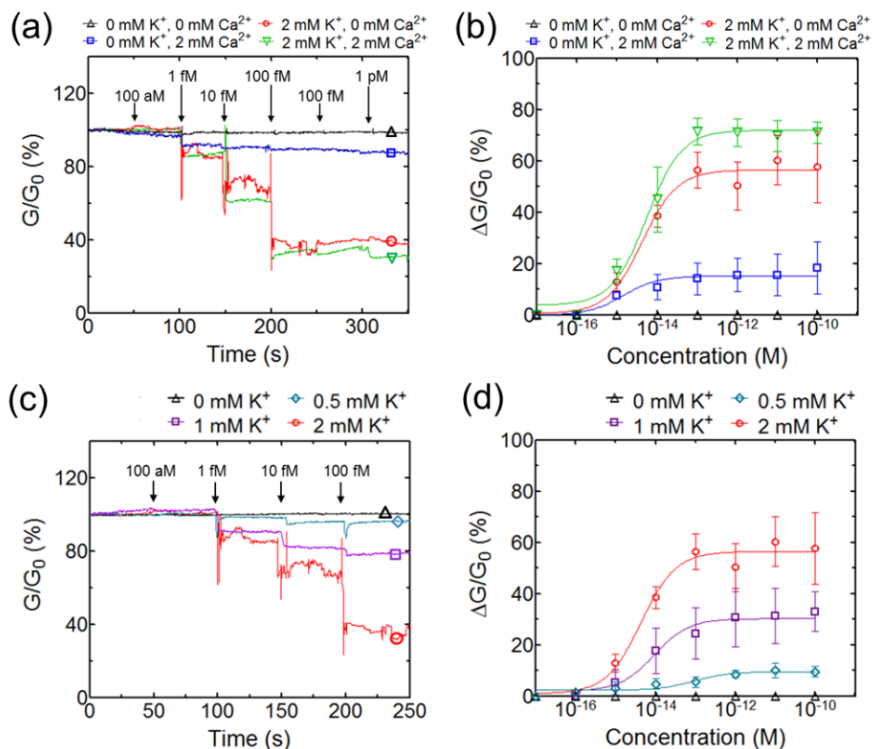 (a)
0 mM K⁺, 0 mM Ca²⁺ 2 mM K⁺, 0 mM Ca²⁺
0 mM K⁺, 2 mM Ca²⁺ 2 mM K⁺, 2 mM Ca²⁺
120
80
40
0
G/G₀ (%)
100 aM
1 fM
10 fM
100 fM
100 fM
1 pM
0 100 200 300
Time (s)
(b)
0 mM K⁺, 0 mM Ca²⁺ 2 mM K⁺, 0 mM Ca²⁺
0 mM K⁺, 2 mM Ca²⁺ 2 mM K⁺, 2 mM Ca²⁺
100
80
60
40
20
0
ΔG/G₀ (%)
10⁻¹⁶ 10⁻¹⁴ 10⁻¹² 10⁻¹⁰
Concentration (M)
(c)
0 mM K⁺ 0.5 mM K⁺
1 mM K⁺ 2 mM K⁺
120
80
40
0
G/G₀ (%)
100 aM 1 fM 10 fM 100 fM
0 50 100 150 200 250
Time (s)
(d)
0 mM K⁺ 0.5 mM K⁺
1 mM K⁺ 2 mM K⁺
100
80
60
40
20
0
ΔG/G₀ (%)
10⁻¹⁶ 10⁻¹⁴ 10⁻¹² 10⁻¹⁰
Concentration (M)